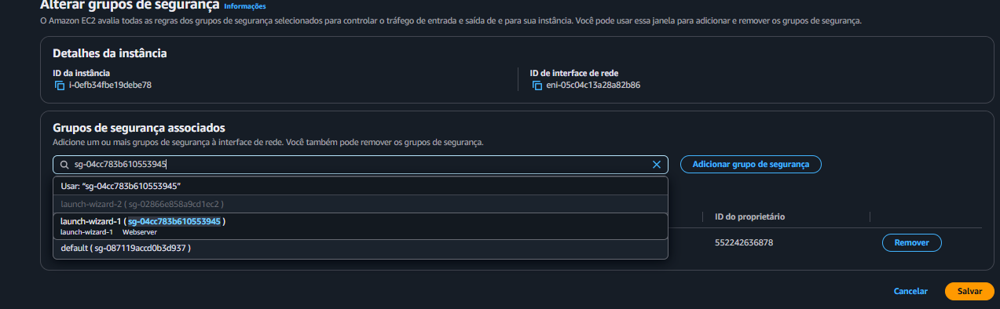 Alterar grupos de segurança Informações
O Amazon EC2 avalia todas as regras dos grupos de segurança selecionados para controlar o tráfego de entrada e saída de e para sua instância. Você pode usar essa janela para adicionar e remover os grupos de segurança.
Detalhes da instância
ID da instância
i-0efb34fbe19debe78
ID de interface de rede
eni-05c04c13a28a82b86
Grupos de segurança associados
Adicione um ou mais grupos de segurança à interface de rede. Você também pode remover os grupos de segurança.
sg-04cc783b610553945
Adicionar grupo de segurança
Usar: “sg-04cc783b610553945”
launch-wizard-2 ( sg-02866e858a9cd1ec2 )
launch-wizard-1 ( sg-04cc783b610553945 )
launch-wizard-1 Webserver
default ( sg-087119accd0b3d937 )
ID do proprietário
552242636878
Remover
Cancelar
Salvar